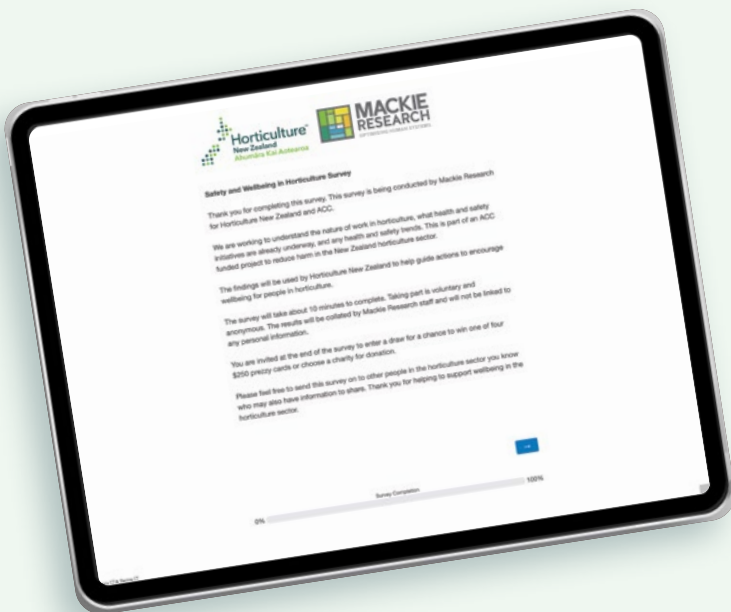 Horticulture™
New Zealand
Ahumāra Kai Aotearoa
MACKIE
RESEARCH
OPTIMISING HUMAN SYSTEMS
Safety and Wellbeing in Horticulture Survey
Thank you for completing this survey. This survey is being conducted by Mackie Research
for Horticulture New Zealand and ACC.
We are working to understand the nature of work in horticulture, what health and safety
initiatives are already underway, and any health and safety trends. This is part of an ACC
funded project to reduce harm in the New Zealand horticulture sector.
The findings will be used by Horticulture New Zealand to help guide actions to encourage
wellbeing for people in horticulture.
The survey will take about 10 minutes to complete. Taking part is voluntary and
anonymous. The results will be collated by Mackie Research staff and will not be linked to
any personal information.
You are invited at the end of the survey to enter a draw for a chance to win one of four
$250 prezzy cards or choose a charity for donation.
Please feel free to send this survey on to other people in the horticulture sector you know
who may also have information to share. Thank you for helping to support wellbeing in the
horticulture sector.
→
Survey Completion
0% 100%